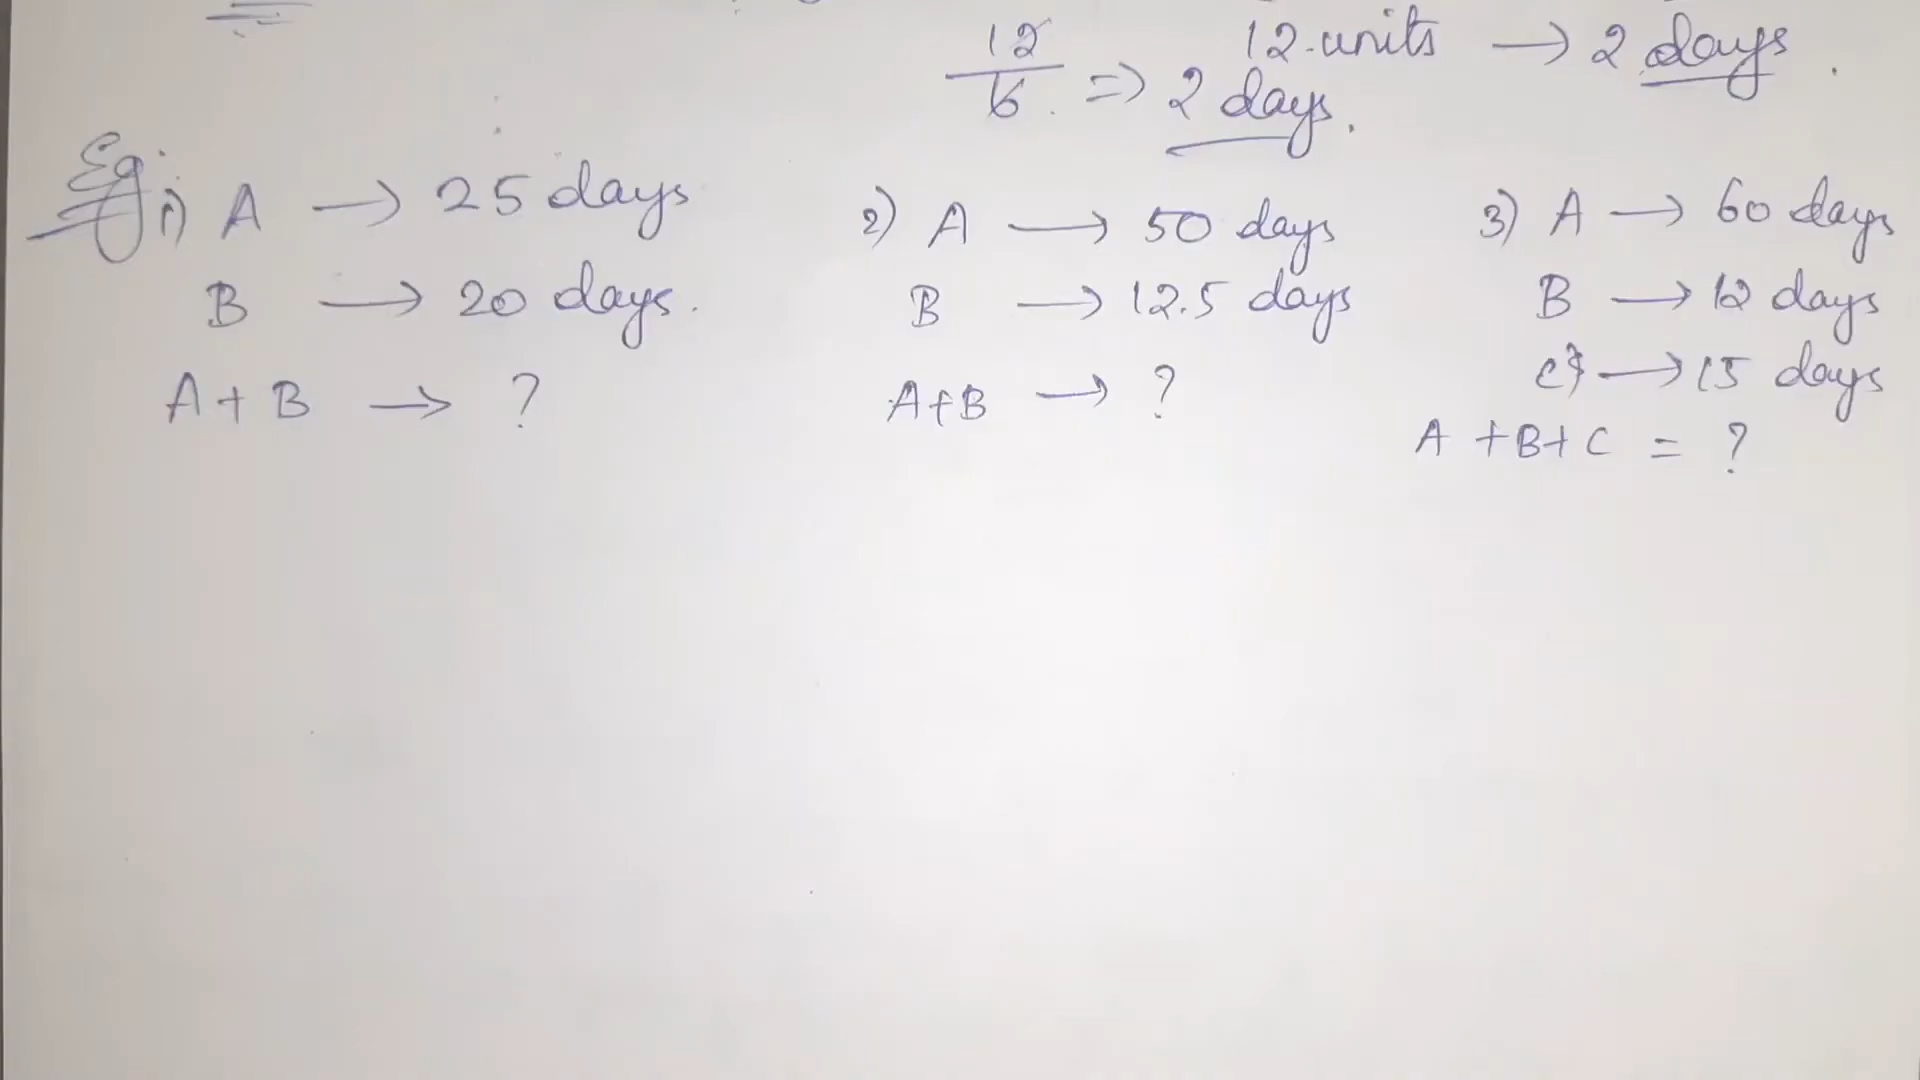 12 12 units → 2 days.
6 => 2 days.
Eg: 1) A → 25 days
B → 20 days.
A+B → ?
2) A → 50 days
B → 12.5 days
A+B → ?
3) A → 60 days
B → 12 days
C → 15 days
A + B + C = ?